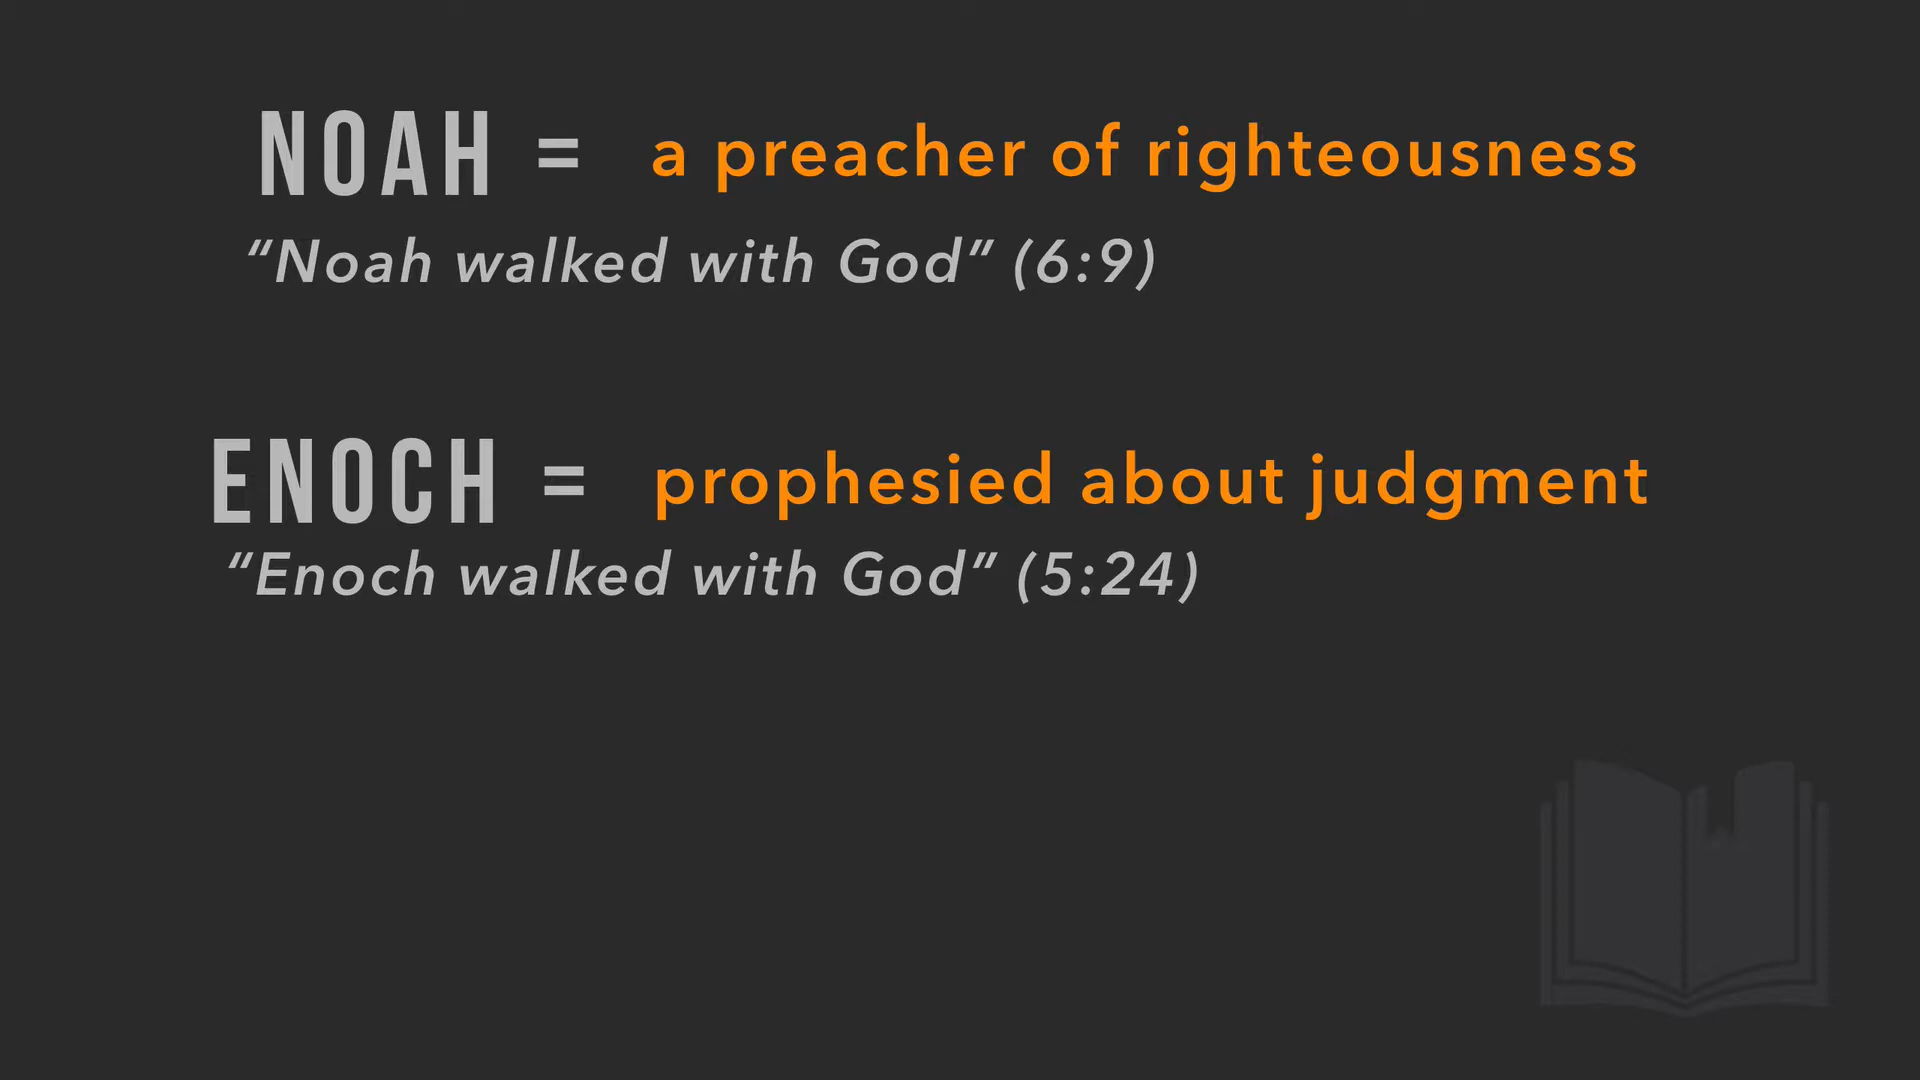 NOAH = a preacher of righteousness
“Noah walked with God” (6:9)
ENOCH = prophesied about judgment
“Enoch walked with God” (5:24)